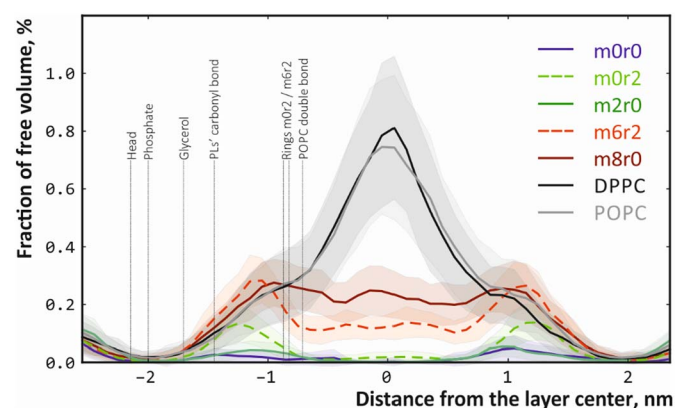 Fraction of free volume, %
1.0
0.8
0.6
0.4
0.2
0.0
Head
Phosphate
Glycerol
PLs' carbonyl bond
Rings m0r2 / m6r2
POPC double bond
m0r0
m0r2
m2r0
m6r2
m8r0
DPPC
POPC
−2
−1
0
1
2
Distance from the layer center, nm